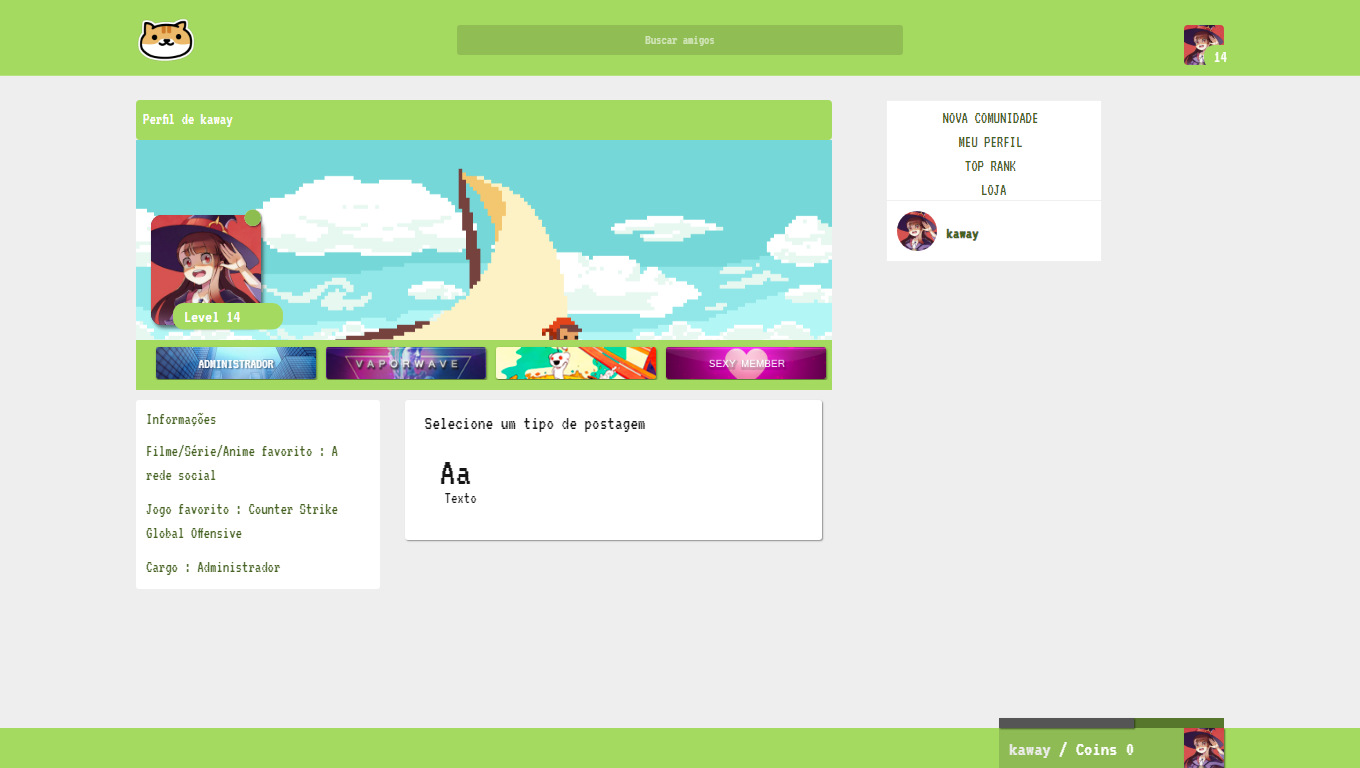 Buscar amigos
14
Perfil de kaway
NOVA COMUNIDADE
MEU PERFIL
TOP RANK
LOJA
kaway
Level 14
ADMINISTRADOR
VAPORWAVE
SEXY MEMBER
Informações
Filme/Série/Anime favorito : A
rede social
Jogo favorito : Counter Strike
Global Offensive
Cargo : Administrador
Selecione um tipo de postagem
Aa
Texto
kaway / Coins 0